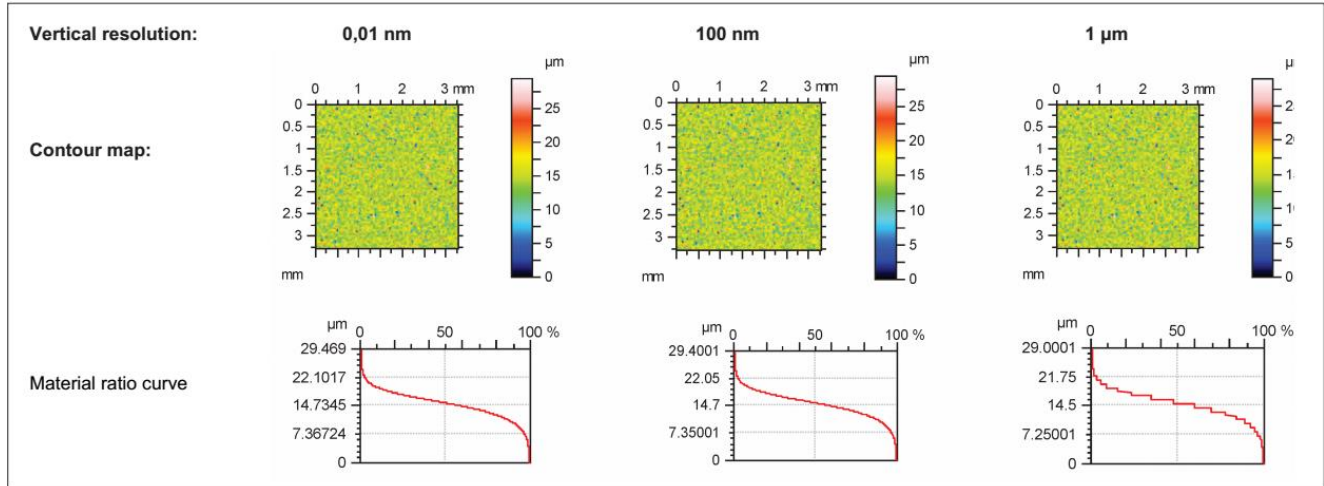 Vertical resolution: 0,01 nm 100 nm 1 µm
µm µm µ
0 1 2 3 mm 0 1 2 3 mm 0 1 2 3 mm
0 0 0
0.5 0.5 0.5
1 1 1
1.5 1.5 1.5
2 2 2
2.5 2.5 2.5
3 3 3
mm mm mm
25 25 2
20 20 2
15 15 1
10 10 1
5 5 5
0 0 0
Contour map:
µm 0 50 100 % µm 0 50 100 % µm 0 50 100 %
29.469 29.4001 29.0001
22.1017 22.05 21.75
Material ratio curve
14.7345 14.7 14.5
7.36724 7.35001 7.25001
0 0 0